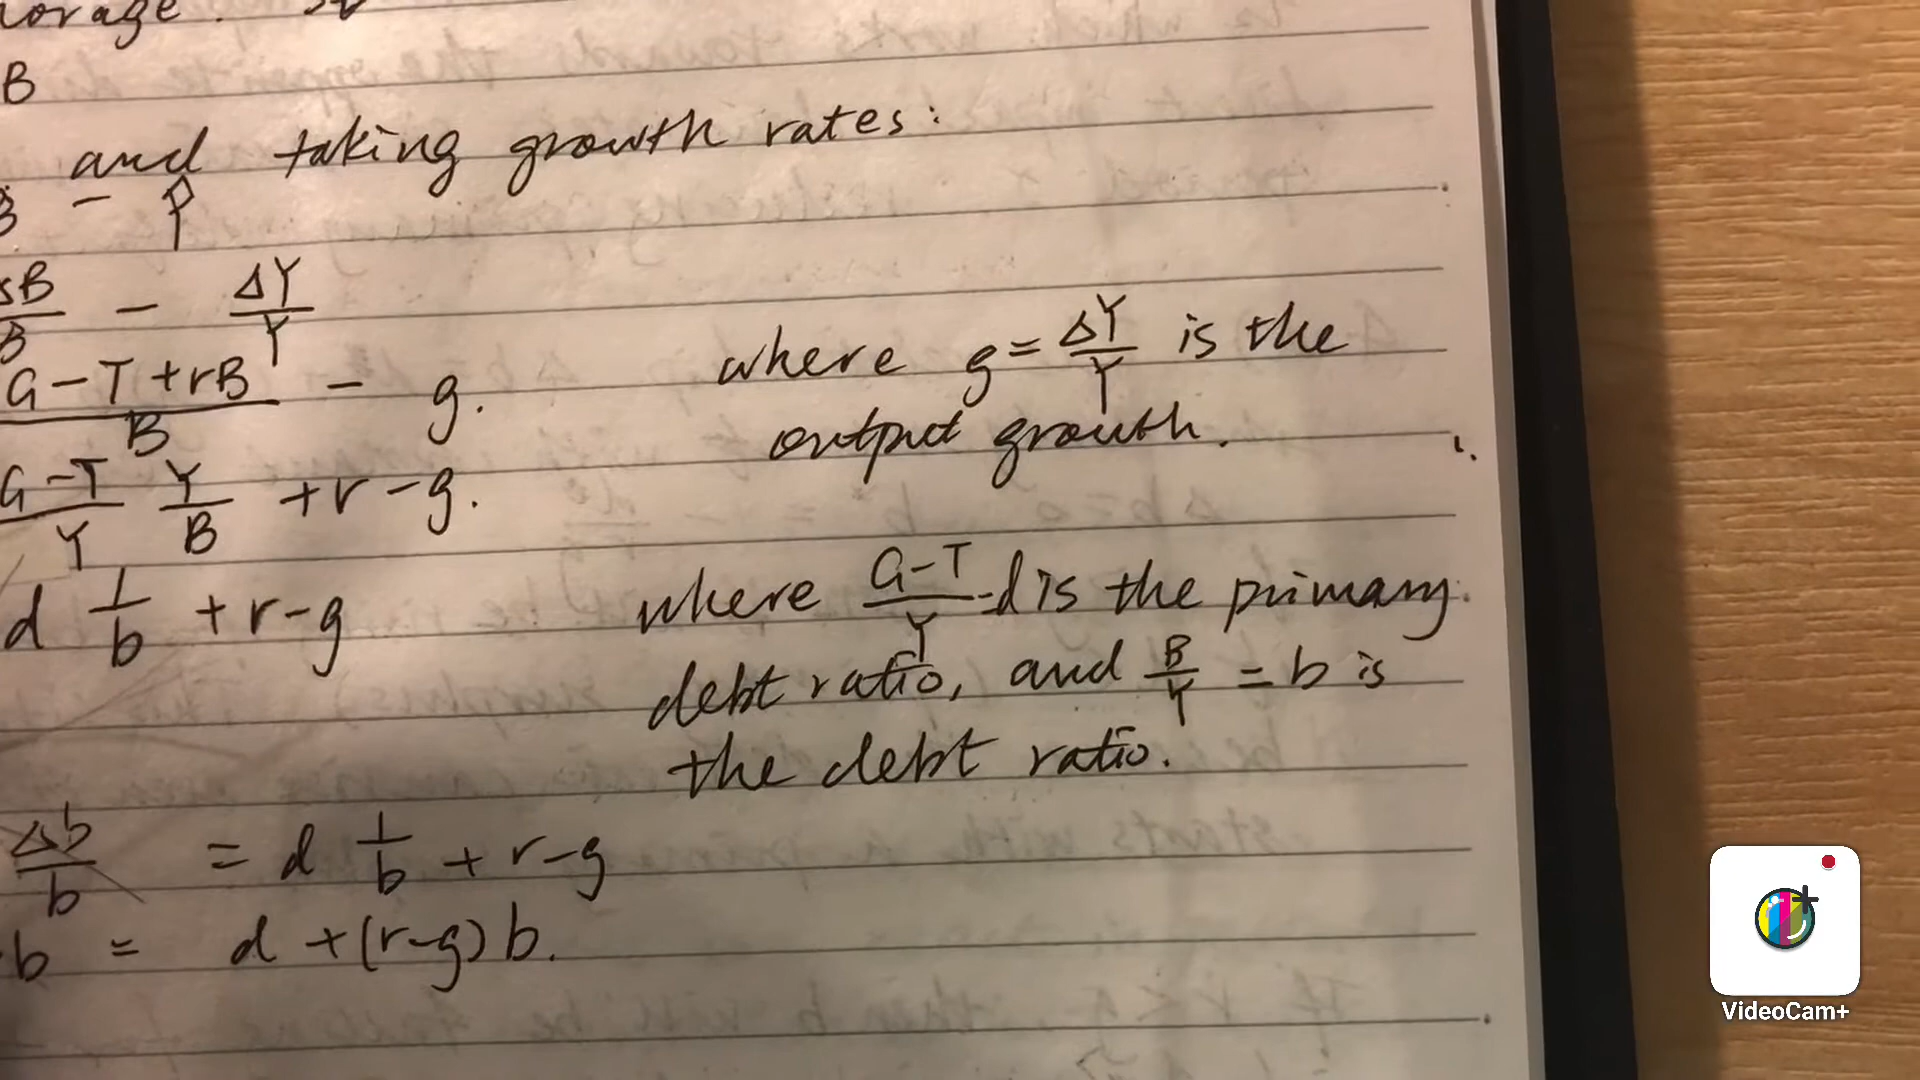 B
and taking growth rates:
B̂ - Ŷ
ΔB/B - ΔY/Y
G-T+rB/B - g.
where g = ΔY/Y is the
output growth.
G-T/Y Y/B +r-g.
d 1/b +r-g
where G-T/Y =d is the primary
debt ratio, and B/Y = b is
the debt ratio.
Δb/b = d 1/b + r-g
b = d +(r-g)b.
VideoCam+